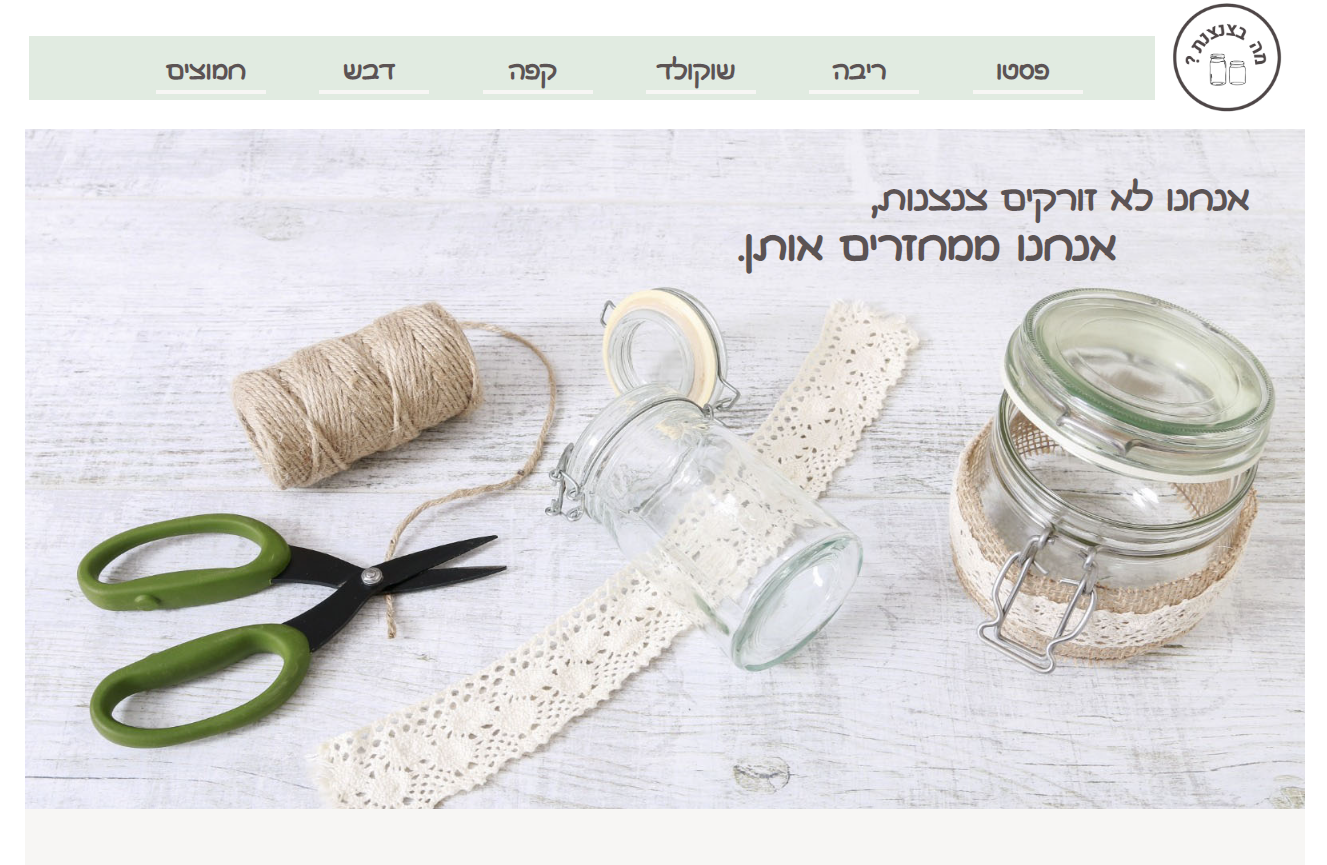 מה בצנצנת?
פסטו
ריבה
שוקולד
קפה
דבש
חמוצים
אנחנו לא זורקים צנצנות,
אנחנו ממחזרים אותן.